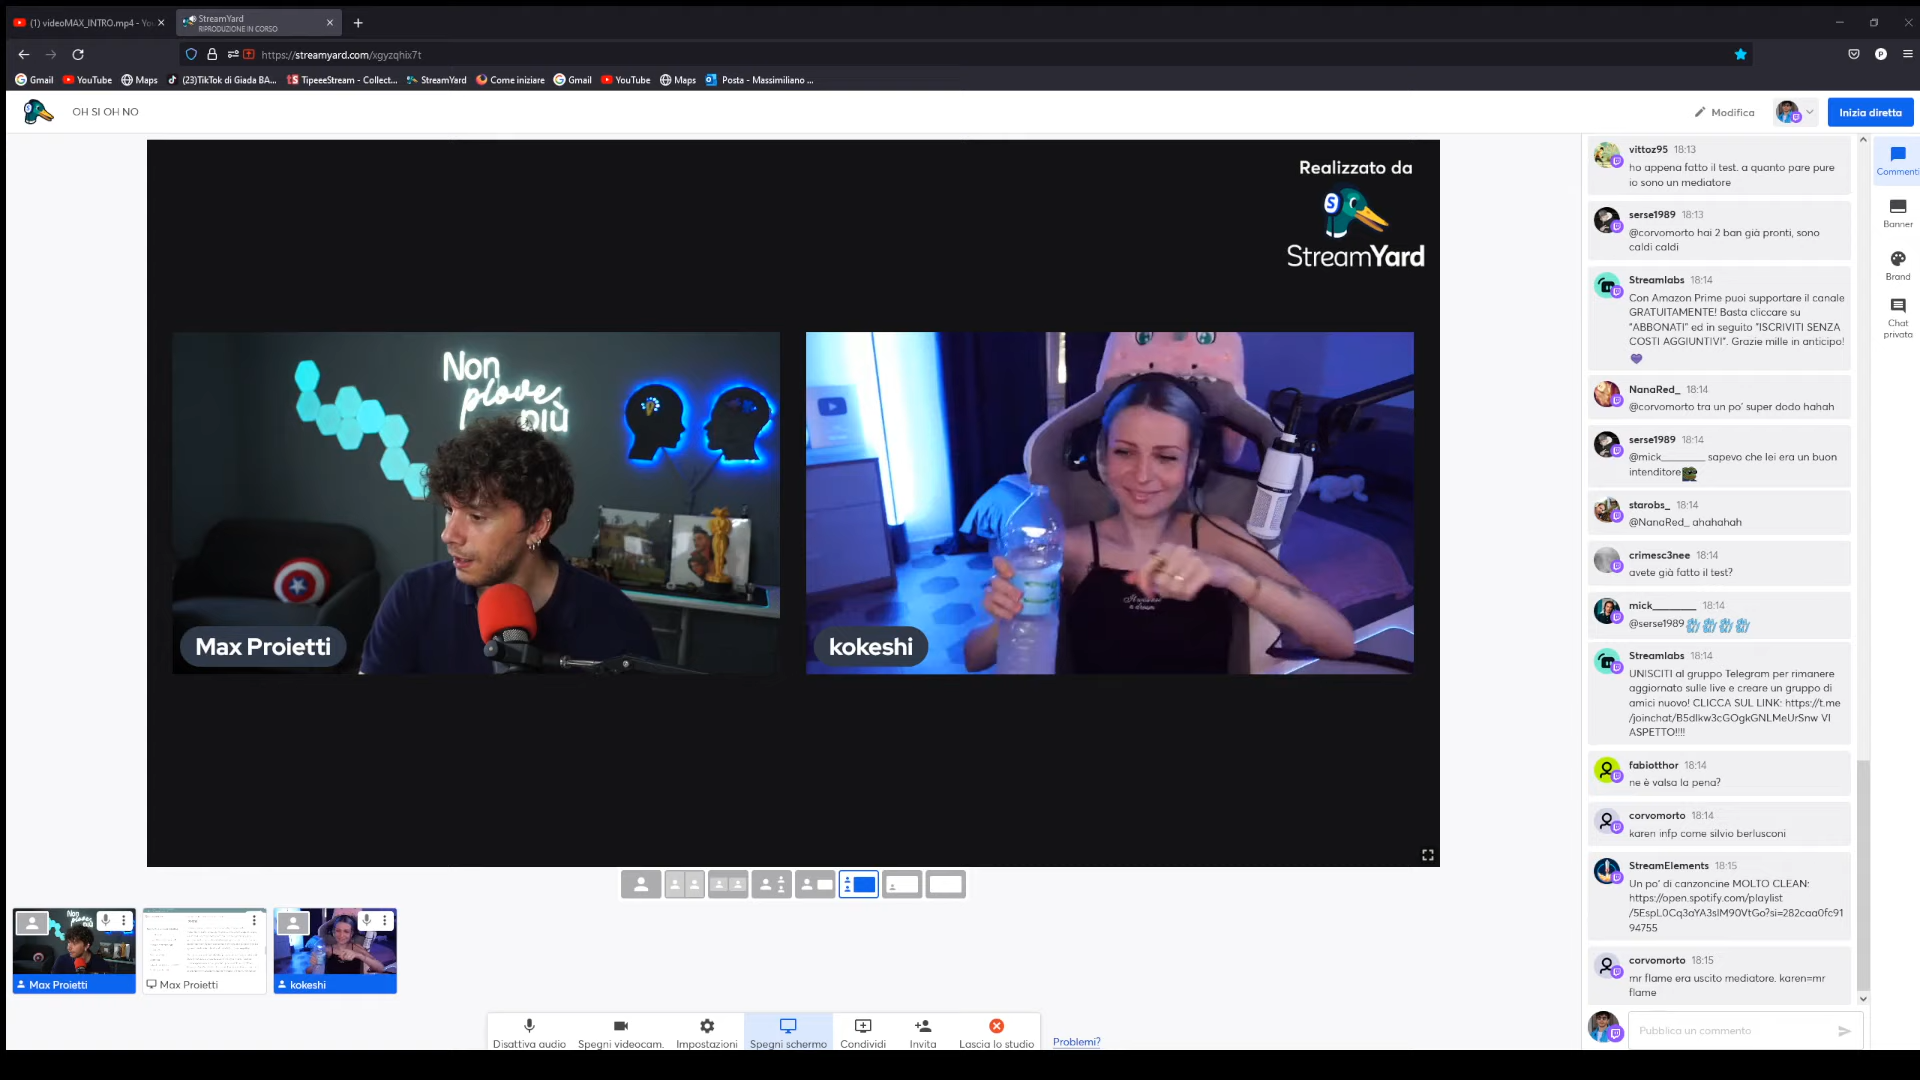 (1) videoMAX_INTRO.mp4 - Yo
StreamYard
RIPRODUZIONE IN CORSO
https://streamyard.com/xgyzqhix7t
Gmail
YouTube
Maps
(23)TikTok di Giada BA...
TipeeeStream - Collect...
StreamYard
Come iniziare
Gmail
YouTube
Maps
Posta - Massimiliano ...
OH SI OH NO
Modifica
Inizia diretta
Realizzato da
StreamYard
Non
piove
più
Max Proietti
kokeshi
vittoz95 18:13
ho appena fatto il test. a quanto pare pure
io sono un mediatore
serse1989 18:13
@corvomorto hai 2 ban già pronti, sono
caldi caldi
Streamlabs 18:14
Con Amazon Prime puoi supportare il canale
GRATUITAMENTE! Basta cliccare su
"ABBONATI" ed in seguito "ISCRIVITI SENZA
COSTI AGGIUNTIVI". Grazie mille in anticipo!
NanaRed_ 18:14
@corvomorto tra un po' super dodo hahah
serse1989 18:14
@mick________ sapevo che lei era un buon
intenditore
starobs_ 18:14
@NanaRed_ ahahahah
crimesc3nee 18:14
avete già fatto il test?
mick________ 18:14
@serse1989
Streamlabs 18:14
UNISCITI al gruppo Telegram per rimanere
aggiornato sulle live e creare un gruppo di
amici nuovo! CLICCA SUL LINK: https://t.me
/joinchat/B5dIkw3cGOgkGNLMeUrSnw VI
ASPETTO!!!!
fabiotthor 18:14
ne è valsa la pena?
corvomorto 18:14
karen infp come silvio berlusconi
StreamElements 18:15
Un po' di canzoncine MOLTO CLEAN:
https://open.spotify.com/playlist
/5EspL0Cq3aYA3slM90VtGo?si=282caa0fc91
94755
corvomorto 18:15
mr flame era uscito mediatore. karen=mr
flame
Pubblica un commento
Commenti
Banner
Brand
Chat
privata
Max Proietti
Max Proietti
kokeshi
Disattiva audio
Spegni videocam.
Impostazioni
Spegni schermo
Condividi
Invita
Lascia lo studio
Problemi?